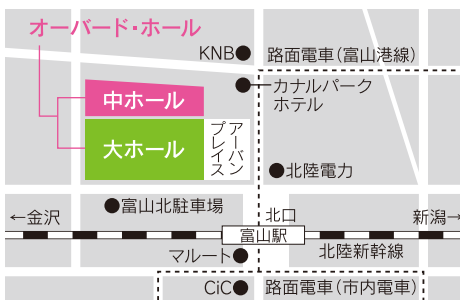 オーバード・ホール
KNB
路面電車(富山港線)
カナルパーク
ホテル
中ホール
大ホール
アーバン
プレイス
北陸電力
←金沢
富山北駐車場
北口
新潟→
富山駅
北陸新幹線
マルート
CiC
路面電車(市内電車)